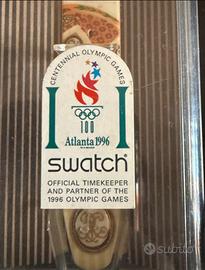 CENTENNIAL OLYMPIC GAMES
100
Atlanta 1996
swatch
OFFICIAL TIMEKEEPER
AND PARTNER OF THE
1996 OLYMPIC GAMES
subito